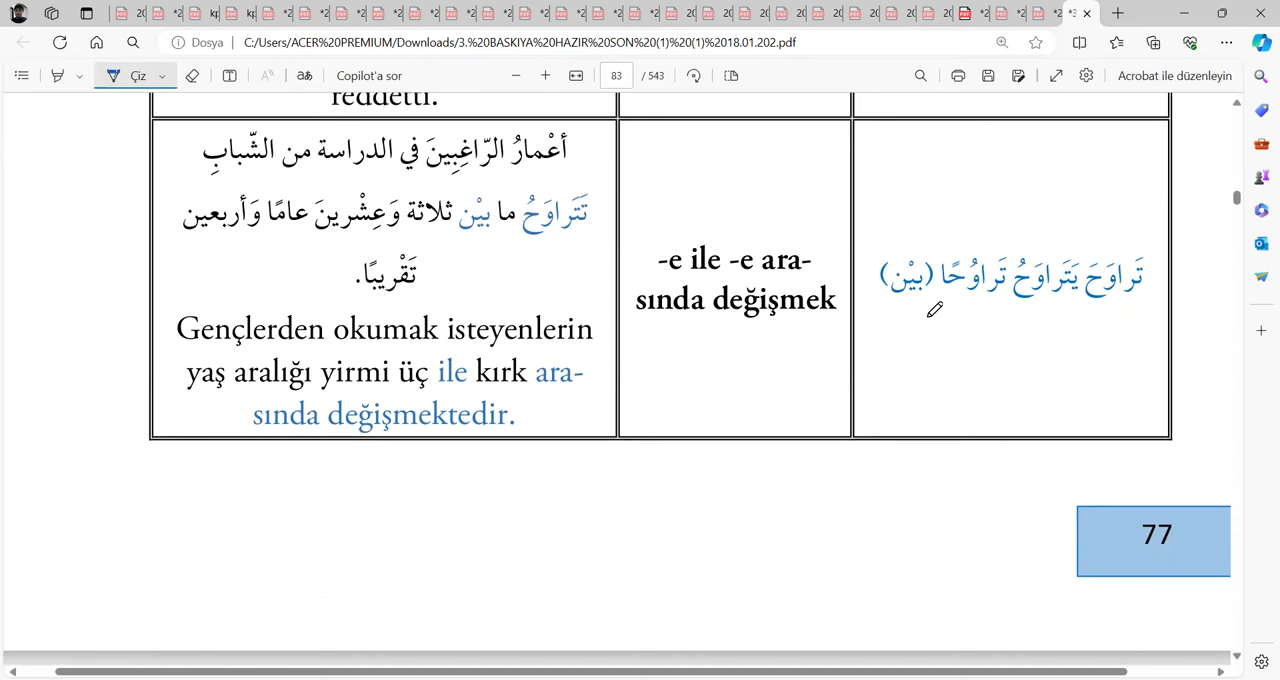 Dosya
C:/Users/ACER%20PREMIUM/Downloads/3.%20BASKIYA%20HAZIR%20SON%20(1)%20(1)%2018.01.202.pdf
Çiz
Copilot'a sor
83 / 543
Acrobat ile düzenleyin
reddetti.
تَراوَحَ يَتَراوَحُ تَراوُحًا (بيْن)
-e ile -e ara-
sında değişmek
أعْمارُ الرّاغِبِينَ في الدراسة من الشّبابِ
تَتَراوَحُ ما بيْن ثلاثة وَعِشْرينَ عامًا وَأربعين
تَقْريبًا.
Gençlerden okumak isteyenlerin
yaş aralığı yirmi üç ile kırk ara-
sında değişmektedir.
77